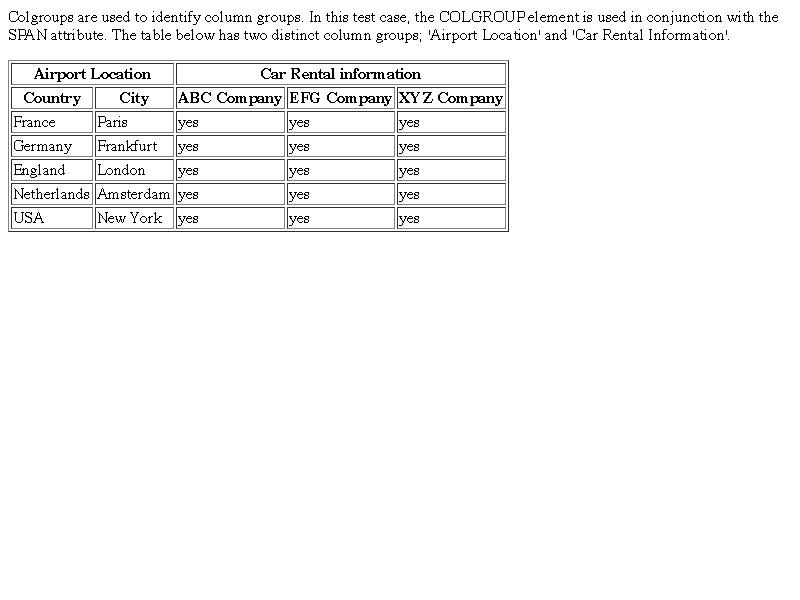 Colgroups are used to identify column groups. In this test case, the COLGROUP element is used in conjunction with the
SPAN attribute. The table below has two distinct column groups; 'Airport Location' and 'Car Rental Information'.
Airport Location Car Rental information
Country City ABC Company EFG Company XYZ Company
France Paris yes yes yes
Germany Frankfurt yes yes yes
England London yes yes yes
Netherlands Amsterdam yes yes yes
USA New York yes yes yes